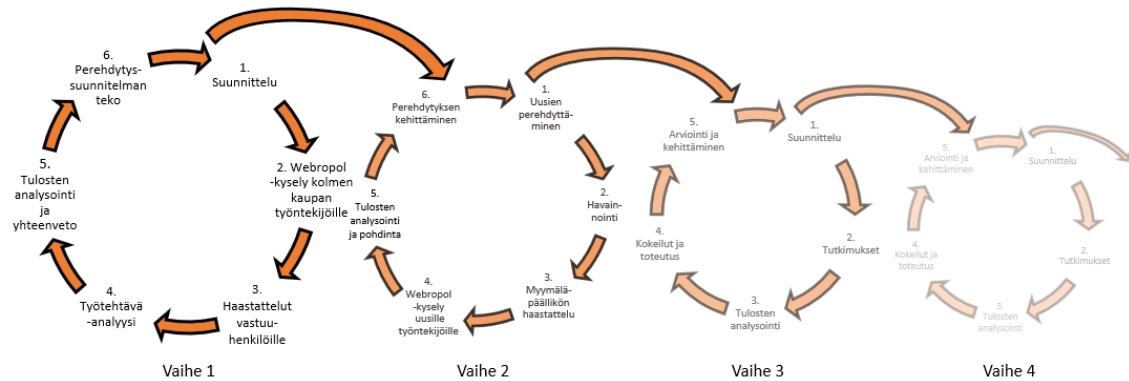 1.
Suunnittelu
2. Webropol
-kysely kolmen
kaupan
työntekijöille
3.
Haastattelut
vastuu-
henkilöille
4.
Työtehtävä
-analyysi
5.
Tulosten
analysointi
ja
yhteenveto
6.
Perehdytys-
suunnitelman
teko
Vaihe 1
1.
Uusien
perehdyttä-
minen
2.
Havain-
nointi
3.
Myymälä-
päällikön
haastattelu
4.
Webropol
-kysely
uusille
työntekijöille
5.
Tulosten
analysointi
ja pohdinta
6.
Perehdytyksen
kehittäminen
Vaihe 2
1.
Suunnittelu
2.
Tutkimukset
3.
Tulosten
analysointi
4.
Kokeilut ja
toteutus
5.
Arviointi ja
kehittäminen
Vaihe 3
1.
Suunnittelu
2.
Tutkimukset
3.
Tulosten
analysointi
4.
Kokeilut ja
toteutus
5.
Arviointi ja
kehittäminen
Vaihe 4